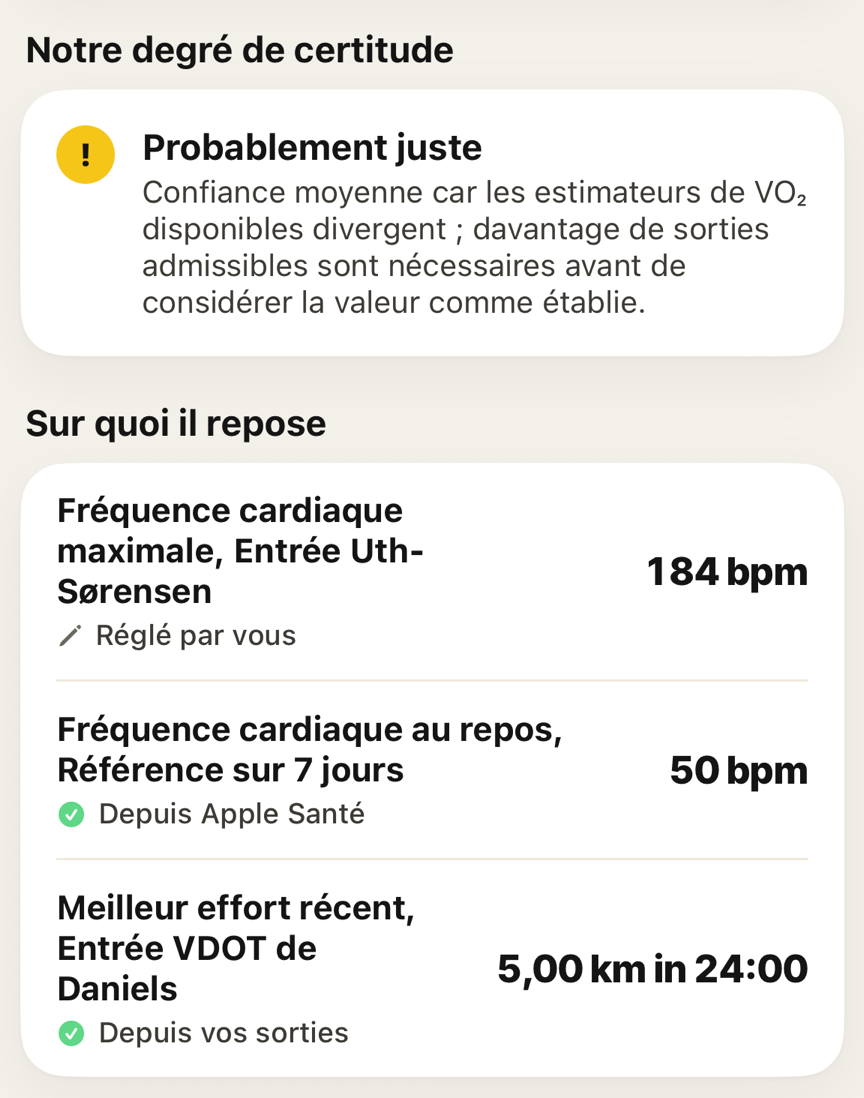 Notre degré de certitude
!
Probablement juste
Confiance moyenne car les estimateurs de VO₂
disponibles divergent ; davantage de sorties
admissibles sont nécessaires avant de
considérer la valeur comme établie.
Sur quoi il repose
Fréquence cardiaque
maximale, Entrée Uth-
Sørensen
184 bpm
Réglé par vous
Fréquence cardiaque au repos,
Référence sur 7 jours
50 bpm
Depuis Apple Santé
Meilleur effort récent,
Entrée VDOT de
Daniels
5,00 km in 24:00
Depuis vos sorties